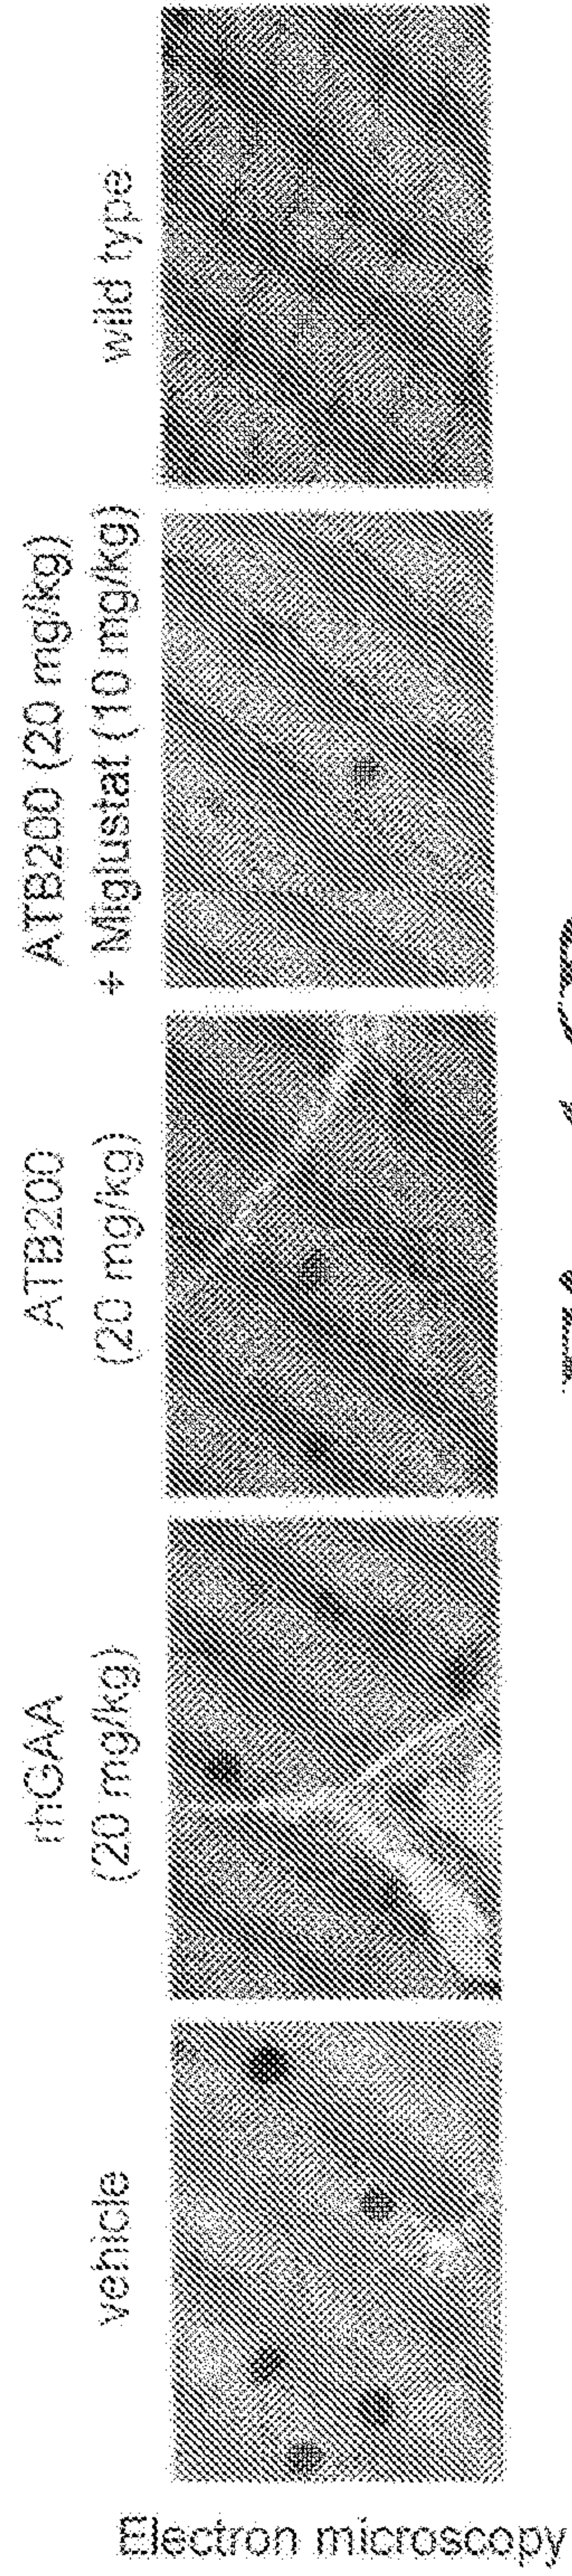 Electron microscopy
vehicle
rhGAA
(20 mg/kg)
ATB200
(20 mg/kg)
ATB200 (20 mg/kg)
+ Miglustat (10 mg/kg)
wild type